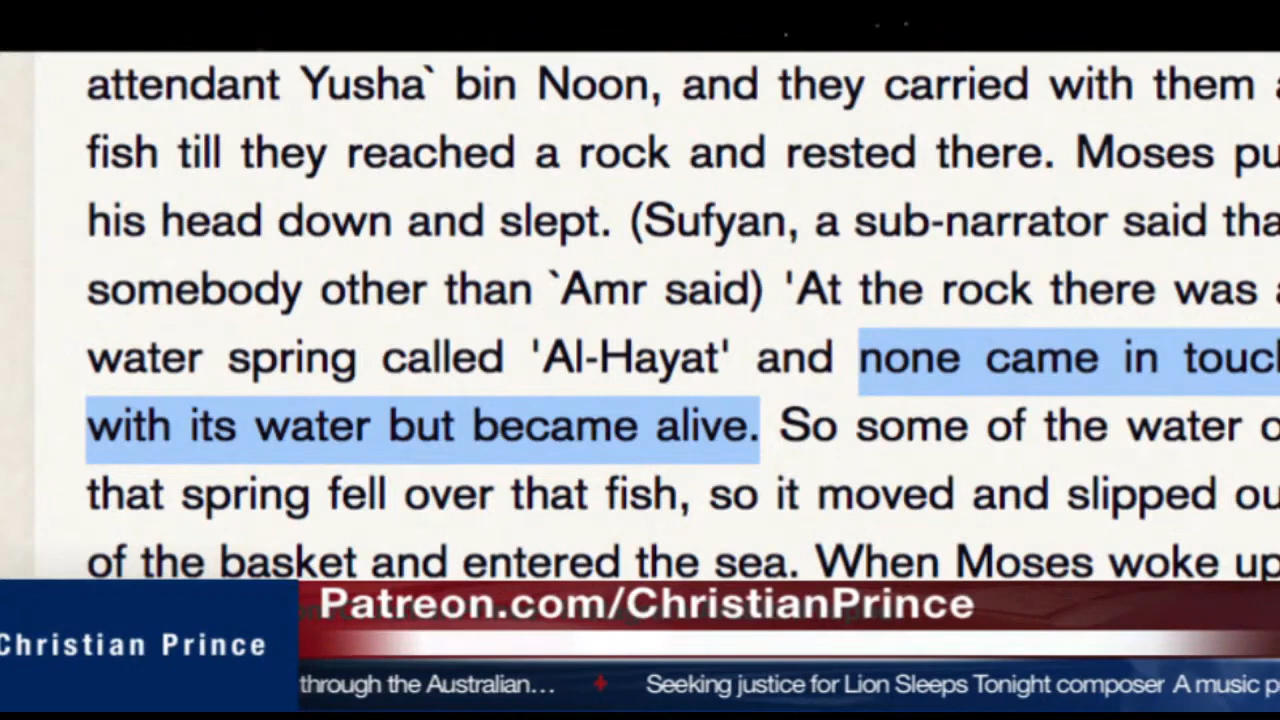 attendant Yusha` bin Noon, and they carried with them a
fish till they reached a rock and rested there. Moses pu
his head down and slept. (Sufyan, a sub-narrator said tha
somebody other than `Amr said) 'At the rock there was a
water spring called 'Al-Hayat' and none came in touch
with its water but became alive. So some of the water o
that spring fell over that fish, so it moved and slipped ou
of the basket and entered the sea. When Moses woke up
Patreon.com/ChristianPrince
Christian Prince
through the Australian… Seeking justice for Lion Sleeps Tonight composer A music p